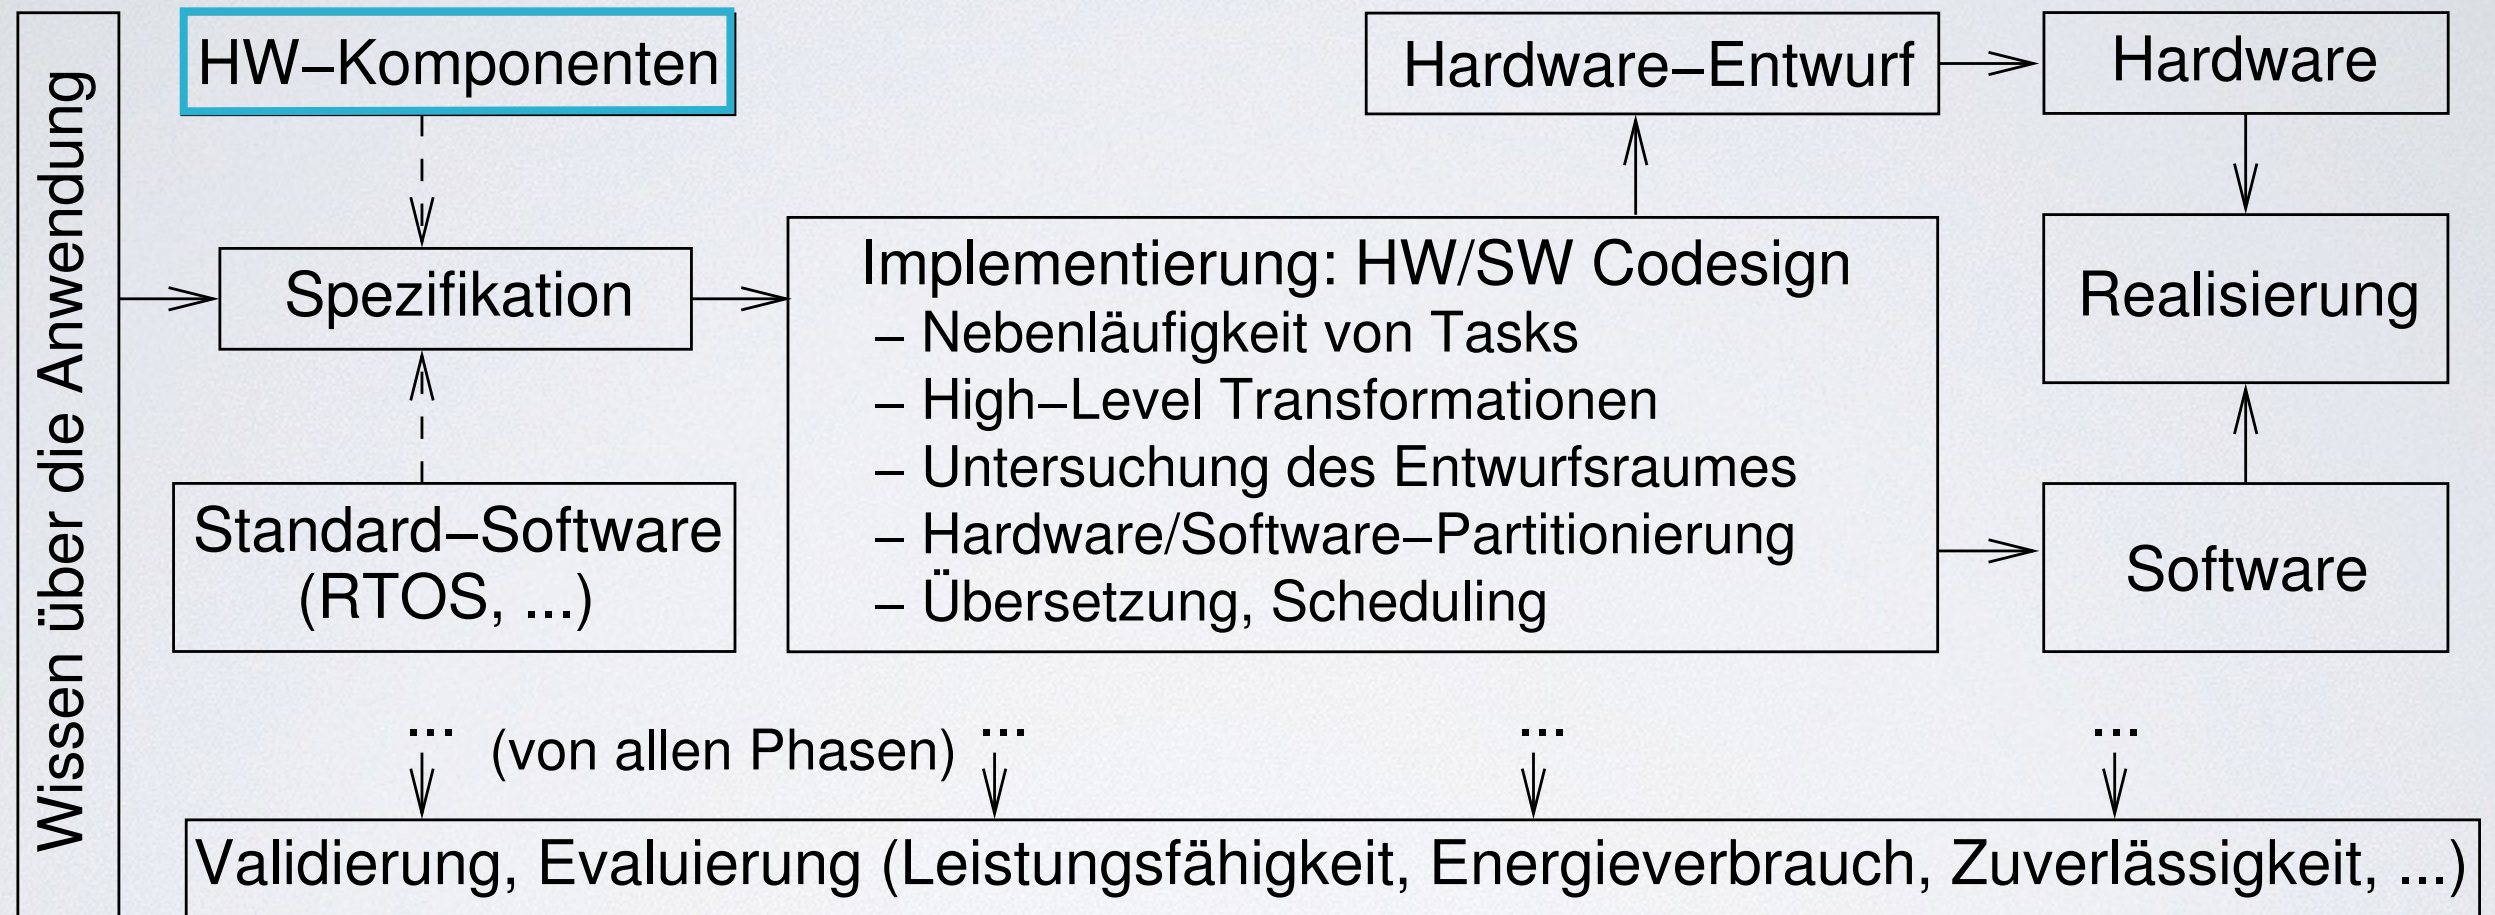 Wissen über die Anwendung
HW–Komponenten
Hardware–Entwurf
Hardware
Spezifikation
Implementierung: HW/SW Codesign
– Nebenläufigkeit von Tasks
– High–Level Transformationen
– Untersuchung des Entwurfsraumes
– Hardware/Software–Partitionierung
– Übersetzung, Scheduling
Realisierung
Standard–Software
(RTOS, ...)
Software
... (von allen Phasen) ... ... ...
Validierung, Evaluierung (Leistungsfähigkeit, Energieverbrauch, Zuverlässigkeit, ...)